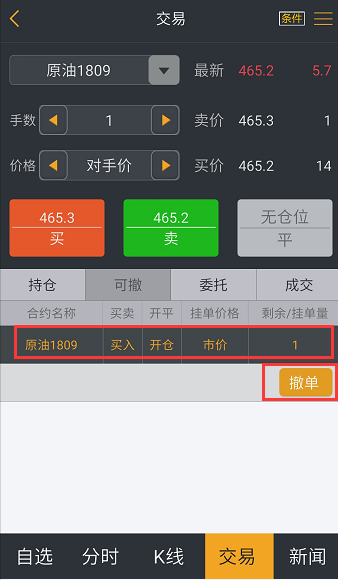 交易 条件
原油1809 最新 465.2 5.7
手数 1 卖价 465.3 1
价格 对手价 买价 465.2 14
465.3 465.2 无仓位
买 卖 平
持仓 可撤 委托 成交
合约名称 买卖 开平 挂单价格 剩余/挂单量
原油1809 买入 开仓 市价 1
撤单
自选 分时 K线 交易 新闻